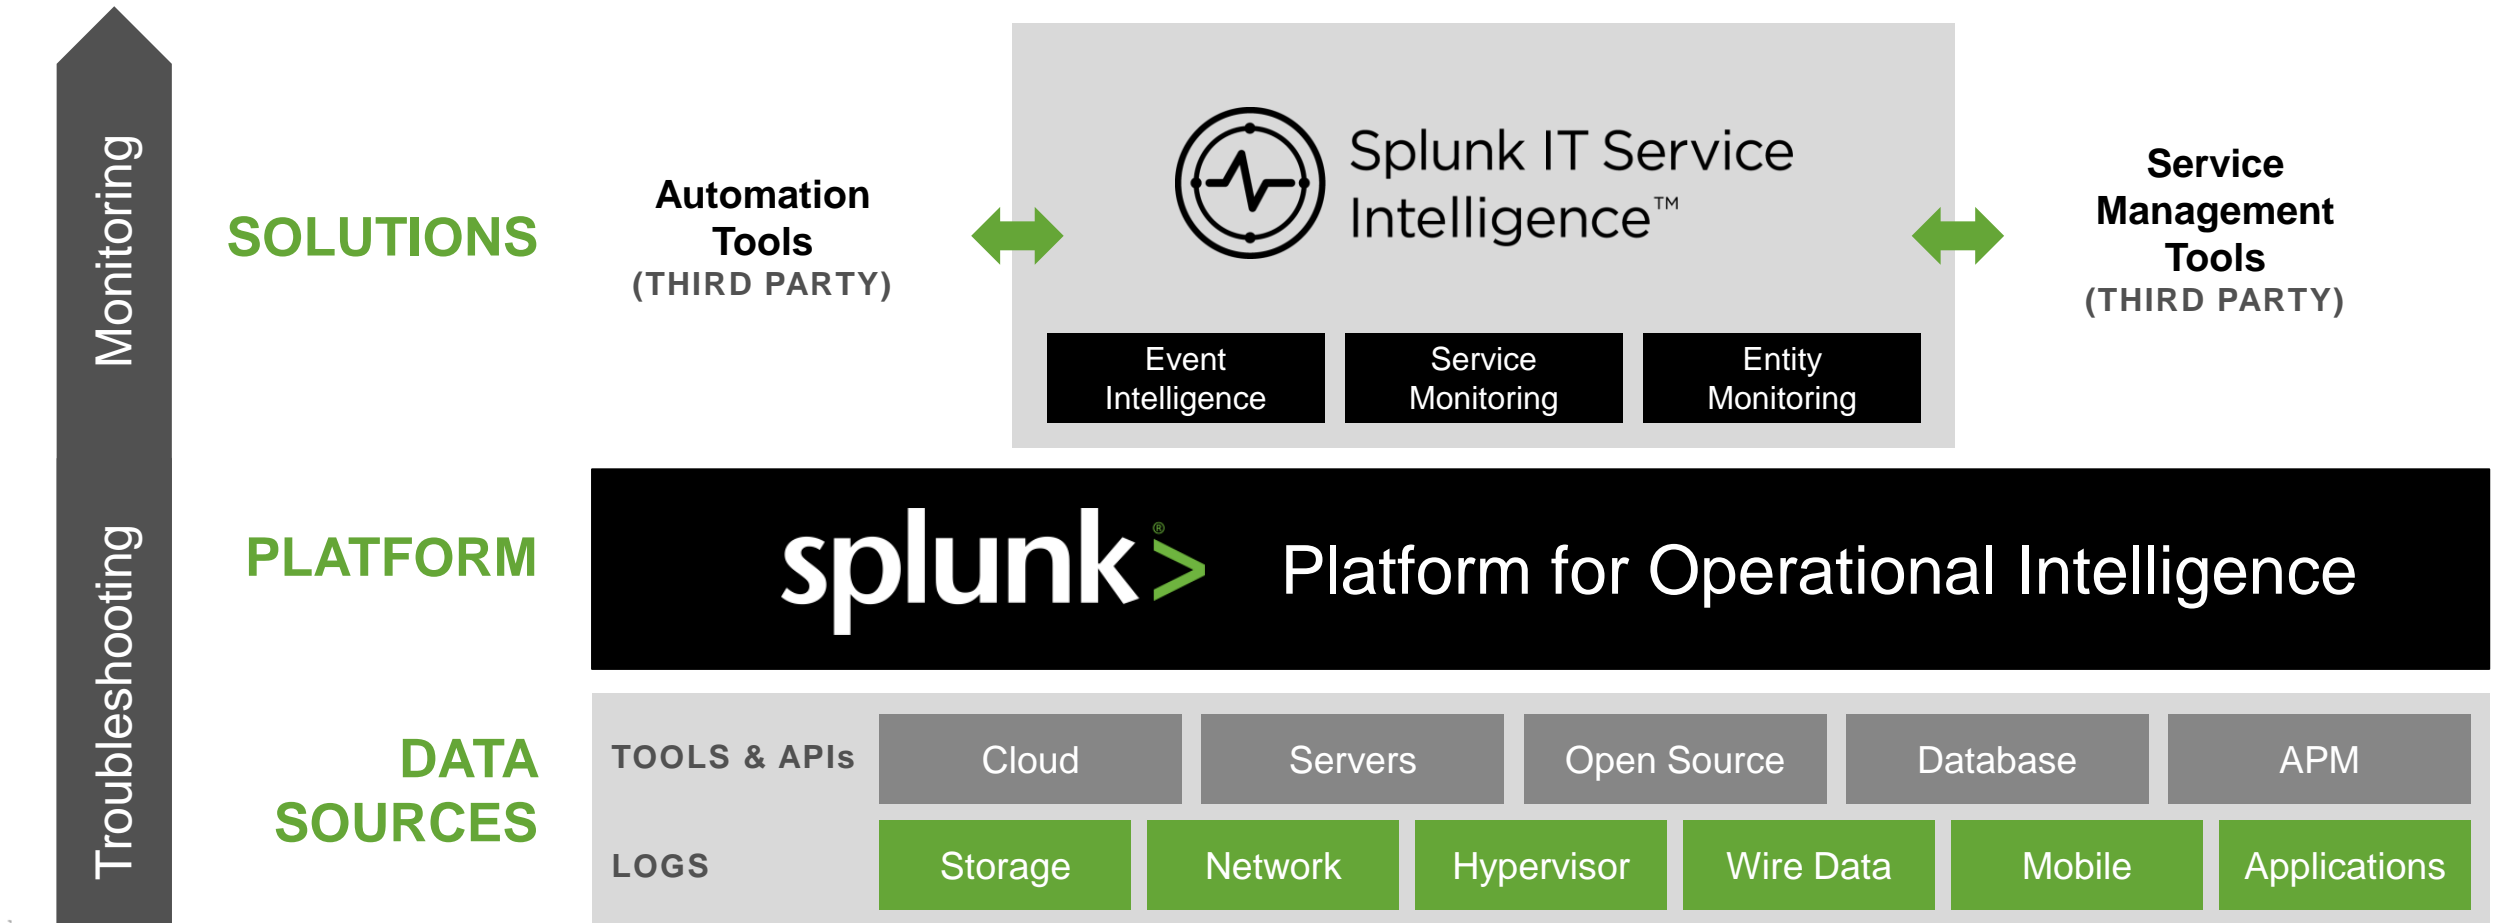 Monitoring
Troubleshooting
SOLUTIONS
Automation
Tools
(THIRD PARTY)
Splunk IT Service
Intelligence™
Event
Intelligence
Service
Monitoring
Entity
Monitoring
Service
Management
Tools
(THIRD PARTY)
PLATFORM
splunk>® Platform for Operational Intelligence
DATA
SOURCES
TOOLS & APIs
Cloud
Servers
Open Source
Database
APM
LOGS
Storage
Network
Hypervisor
Wire Data
Mobile
Applications